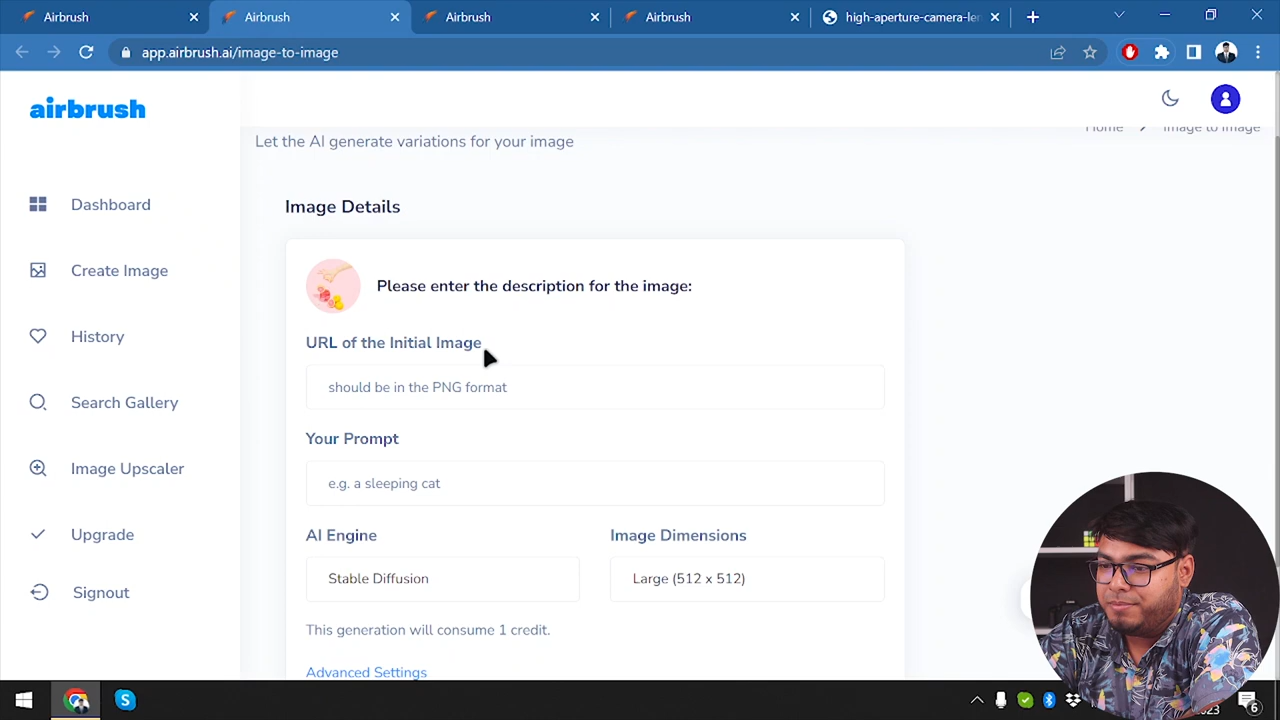 Airbrush
Airbrush
Airbrush
Airbrush
high-aperture-camera-len
app.airbrush.ai/image-to-image
airbrush
Home > Image to Image
Let the AI generate variations for your image
Dashboard
Create Image
History
Search Gallery
Image Upscaler
Upgrade
Signout
Image Details
Please enter the description for the image:
URL of the Initial Image
should be in the PNG format
Your Prompt
e.g. a sleeping cat
AI Engine
Image Dimensions
Stable Diffusion
Large (512 x 512)
This generation will consume 1 credit.
Advanced Settings
6